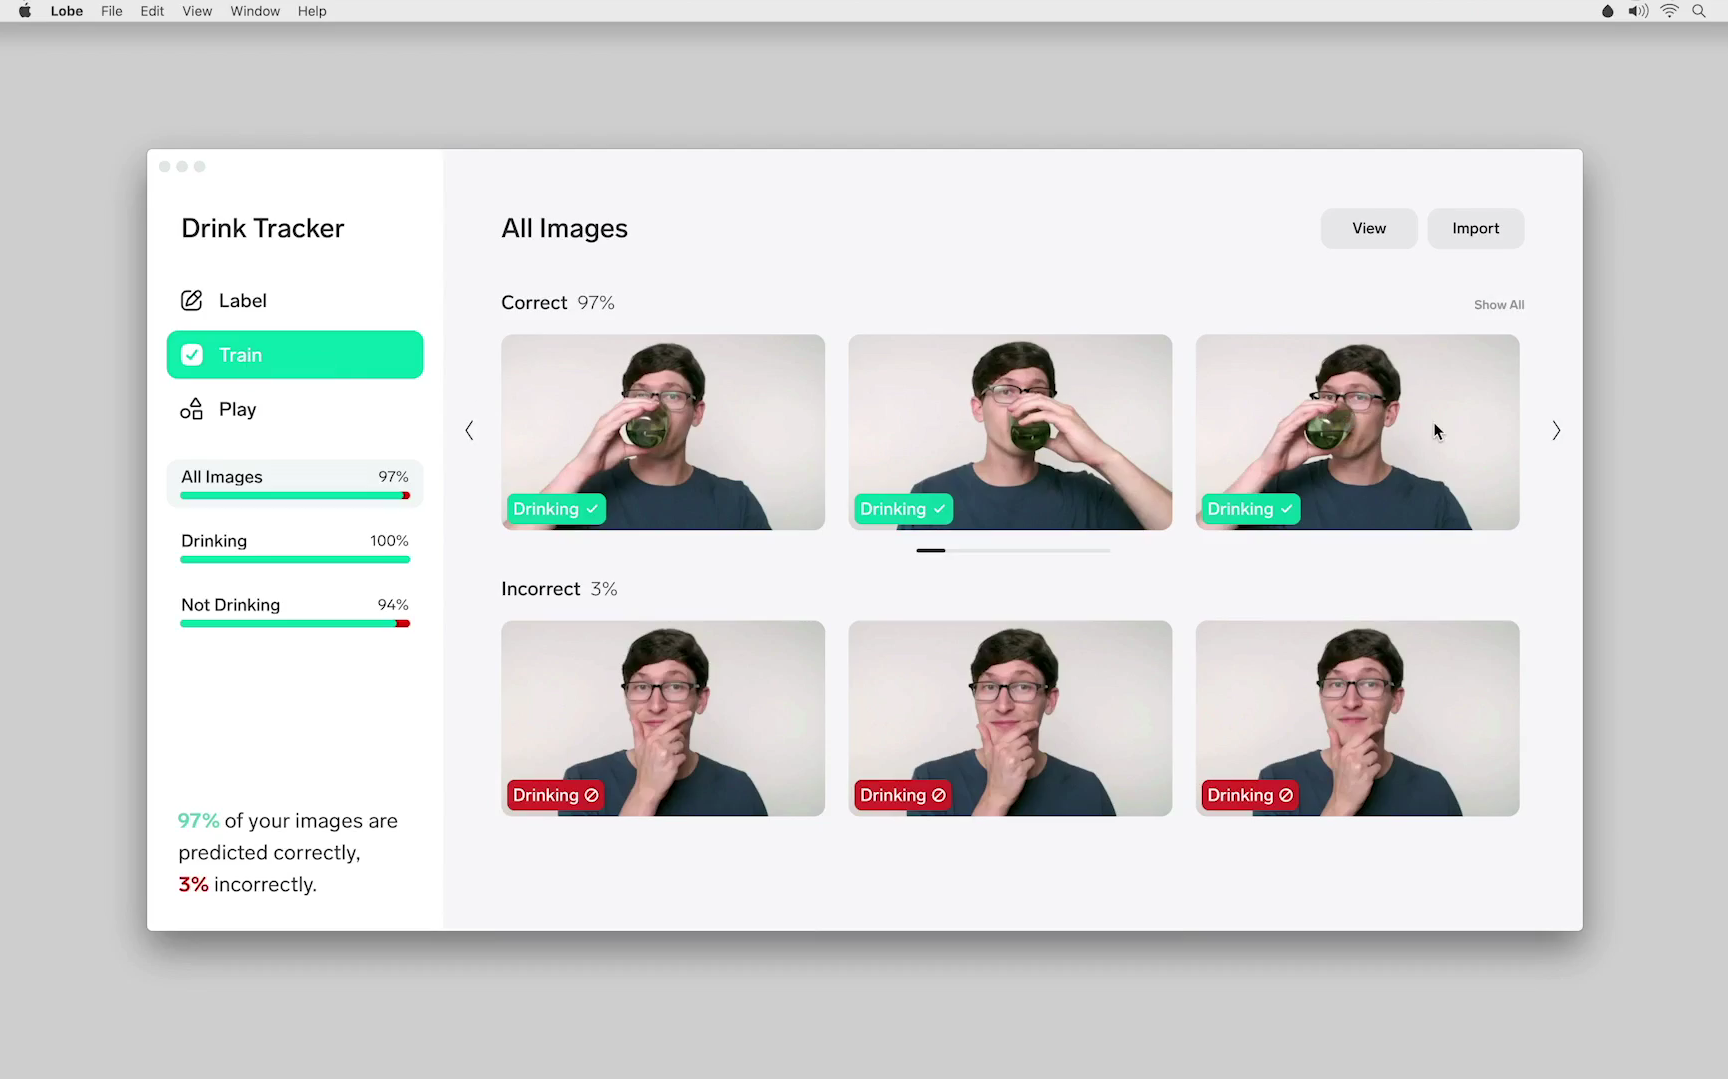 Lobe File Edit View Window Help
Drink Tracker
Label
Train
Play
All Images 97%
Drinking 100%
Not Drinking 94%
97% of your images are
predicted correctly,
3% incorrectly.
All Images
View Import
Correct 97%
Show All
Drinking Drinking Drinking
Incorrect 3%
Drinking Drinking Drinking